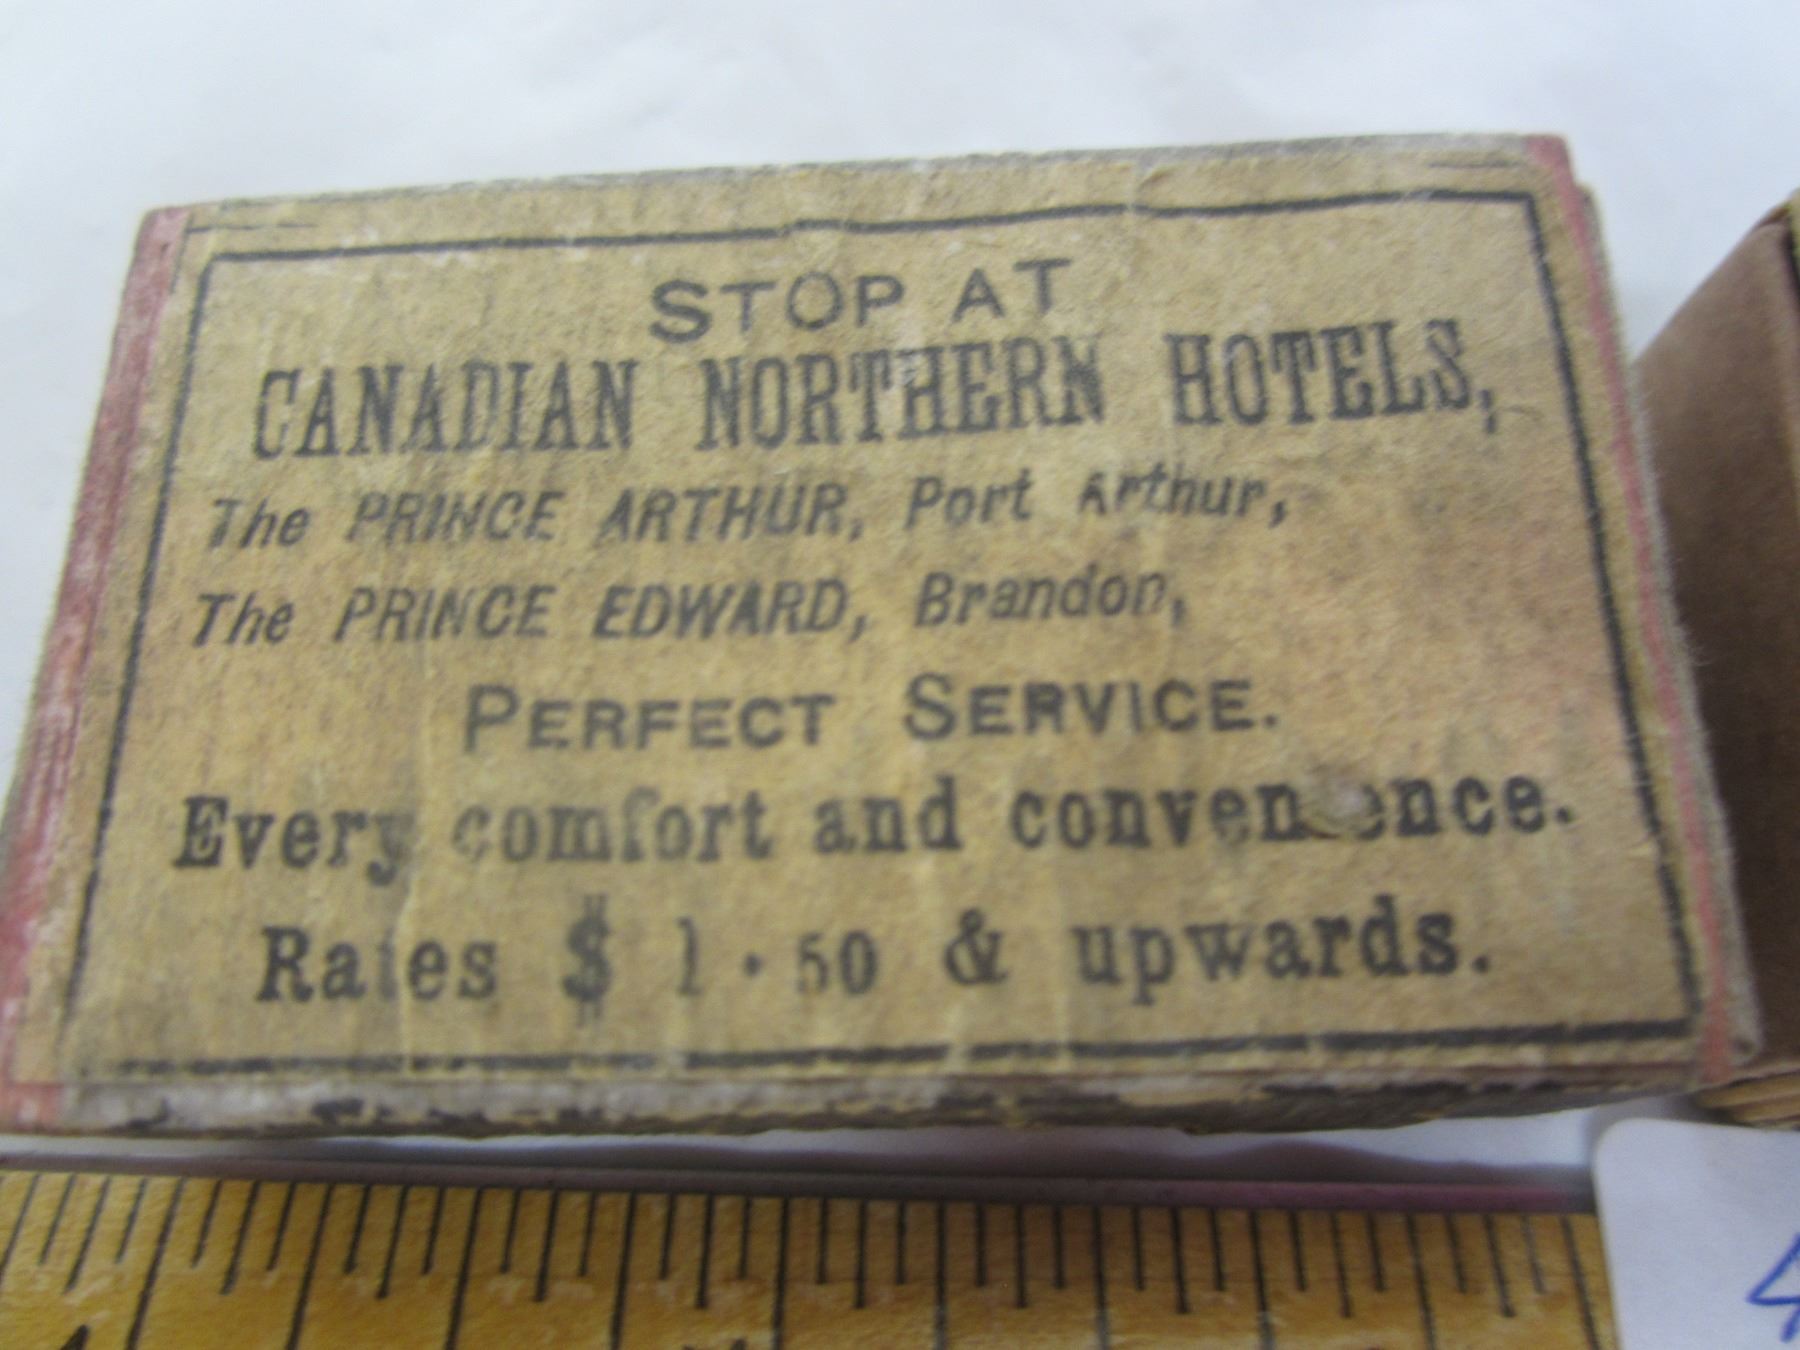 STOP AT
CANADIAN NORTHERN HOTELS,
The PRINCE ARTHUR, Port Arthur,
The PRINCE EDWARD, Brandon,
PERFECT SERVICE.
Every comfort and convenience.
Rates $ 1.50 & upwards.